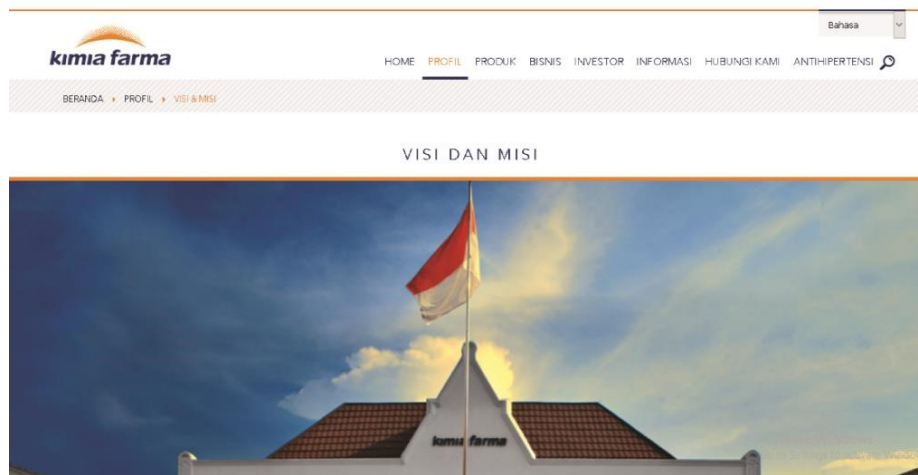 Bahasa
kimia farma
HOME PROFIL PRODUK BISNIS INVESTOR INFORMASI HUBUNGI KAMI ANTIHIPERTENSI
BERANDA PROFIL VISI & MISI
VISI DAN MISI
kimia farma